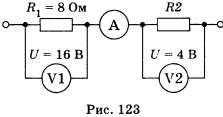 R₁ = 8 Ом
A
R2
U = 16 В
U = 4 В
V1
V2
Рис. 123